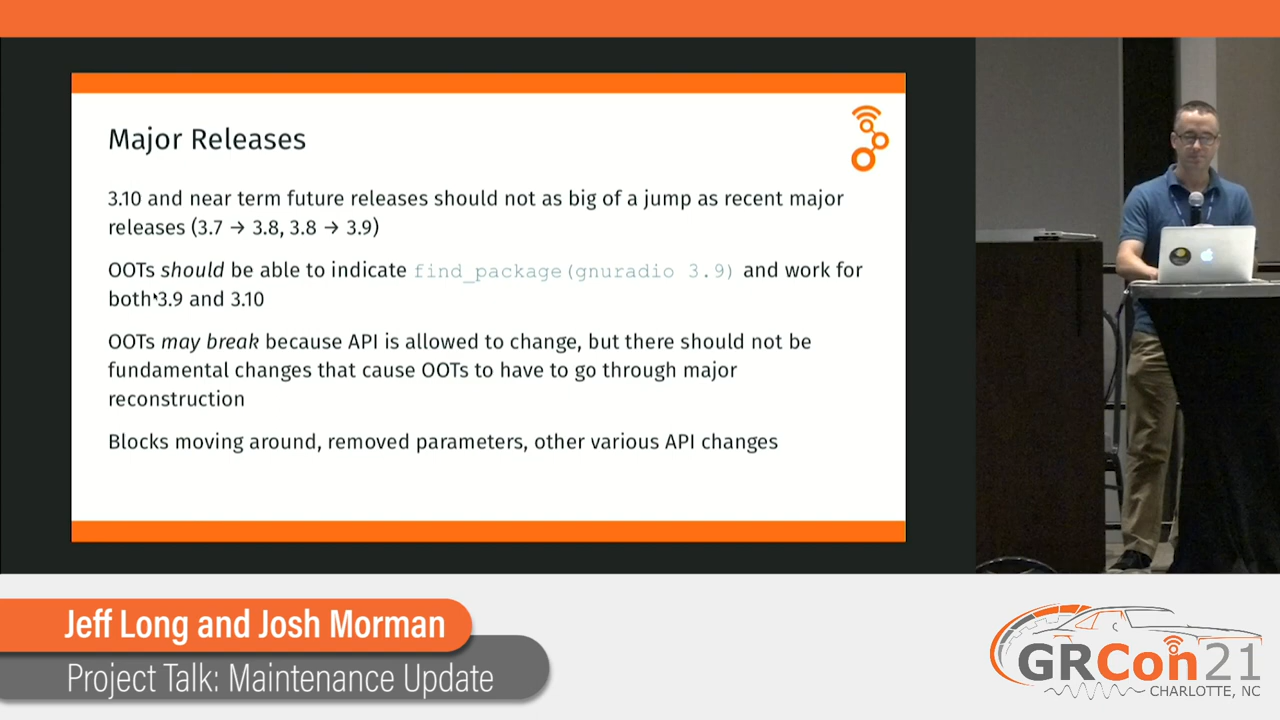 Major Releases
3.10 and near term future releases should not as big of a jump as recent major
releases (3.7 → 3.8, 3.8 → 3.9)
OOTs should be able to indicate find_package(gnuradio 3.9) and work for
both 3.9 and 3.10
OOTs may break because API is allowed to change, but there should not be
fundamental changes that cause OOTs to have to go through major
reconstruction
Blocks moving around, removed parameters, other various API changes
Jeff Long and Josh Morman
Project Talk: Maintenance Update
GRCon21
CHARLOTTE, NC